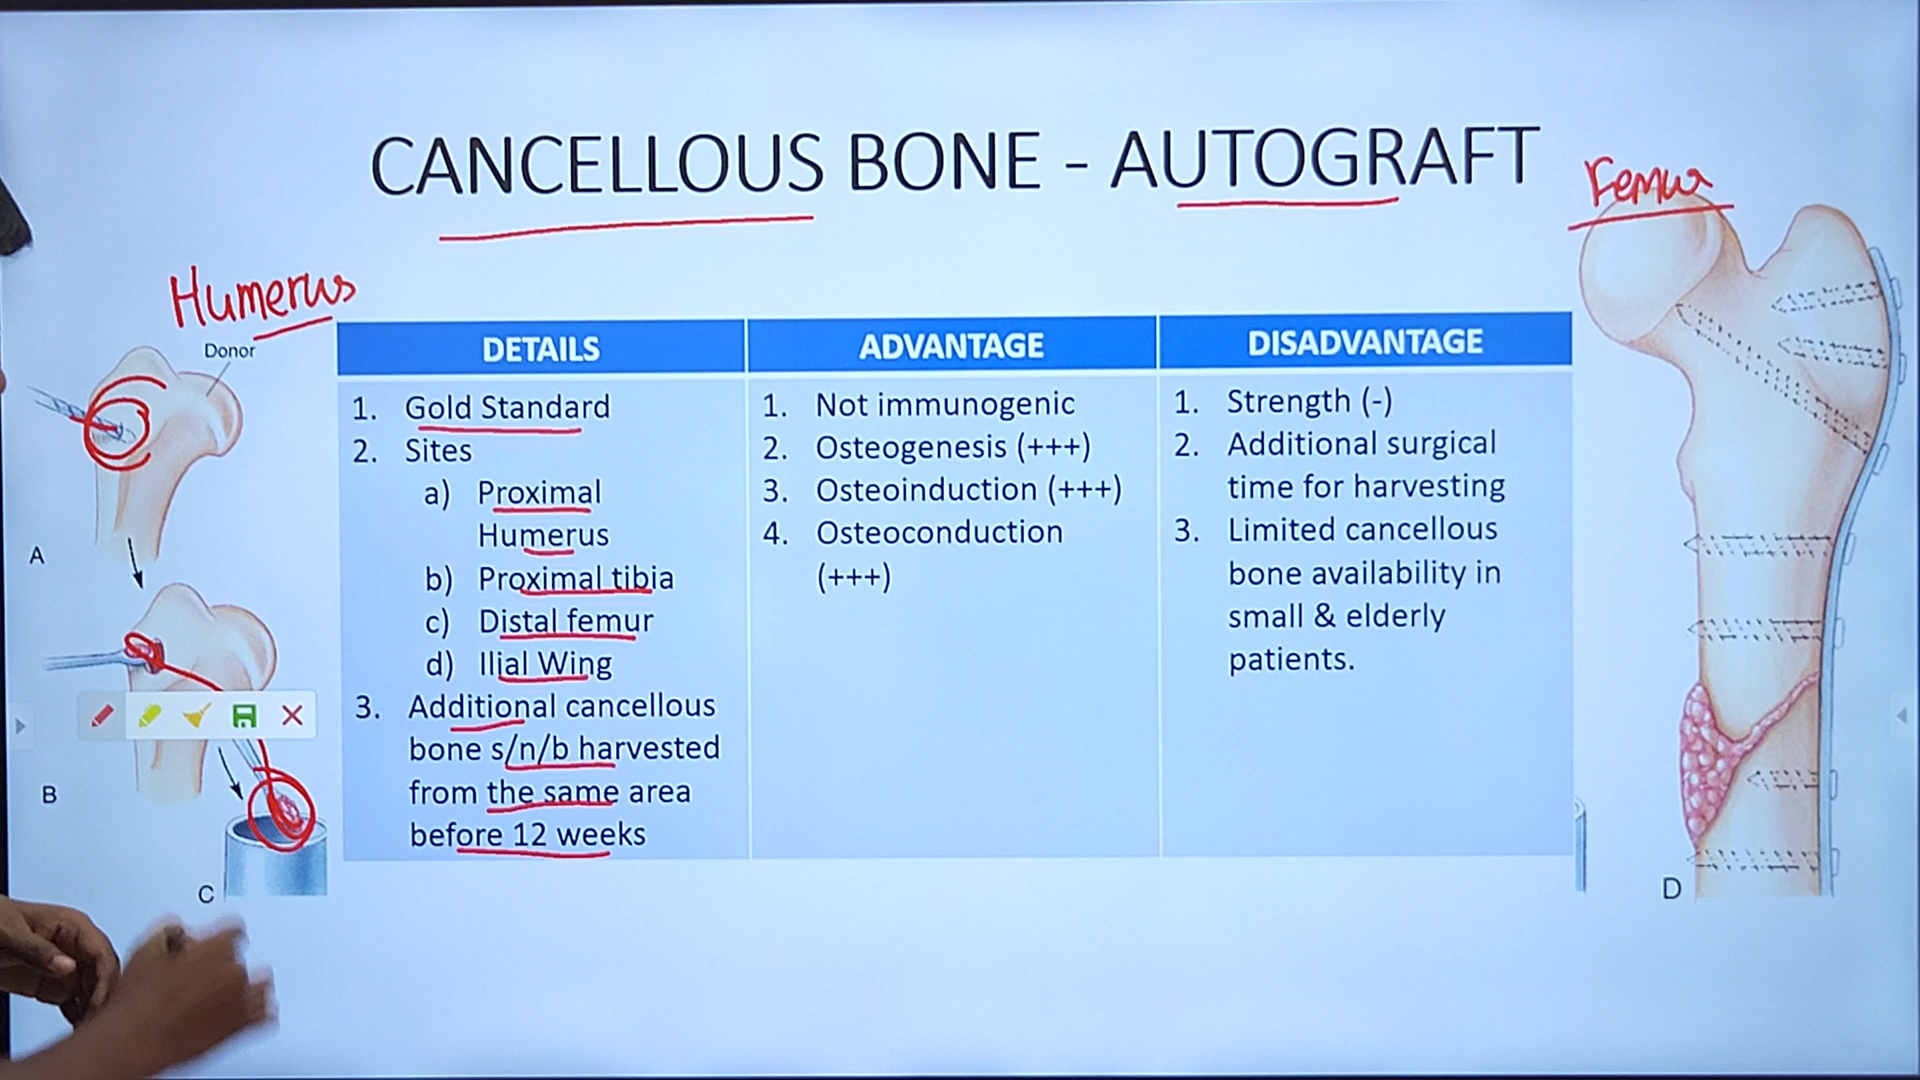 CANCELLOUS BONE - AUTOGRAFT
Femur
Humerus
Donor
A
B
C
D
DETAILS
1. Gold Standard
2. Sites
a) Proximal
Humerus
b) Proximal tibia
c) Distal femur
d) Ilial Wing
3. Additional cancellous
bone s/n/b harvested
from the same area
before 12 weeks
ADVANTAGE
1. Not immunogenic
2. Osteogenesis (+++)
3. Osteoinduction (+++)
4. Osteoconduction
(+++)
DISADVANTAGE
1. Strength (-)
2. Additional surgical
time for harvesting
3. Limited cancellous
bone availability in
small & elderly
patients.